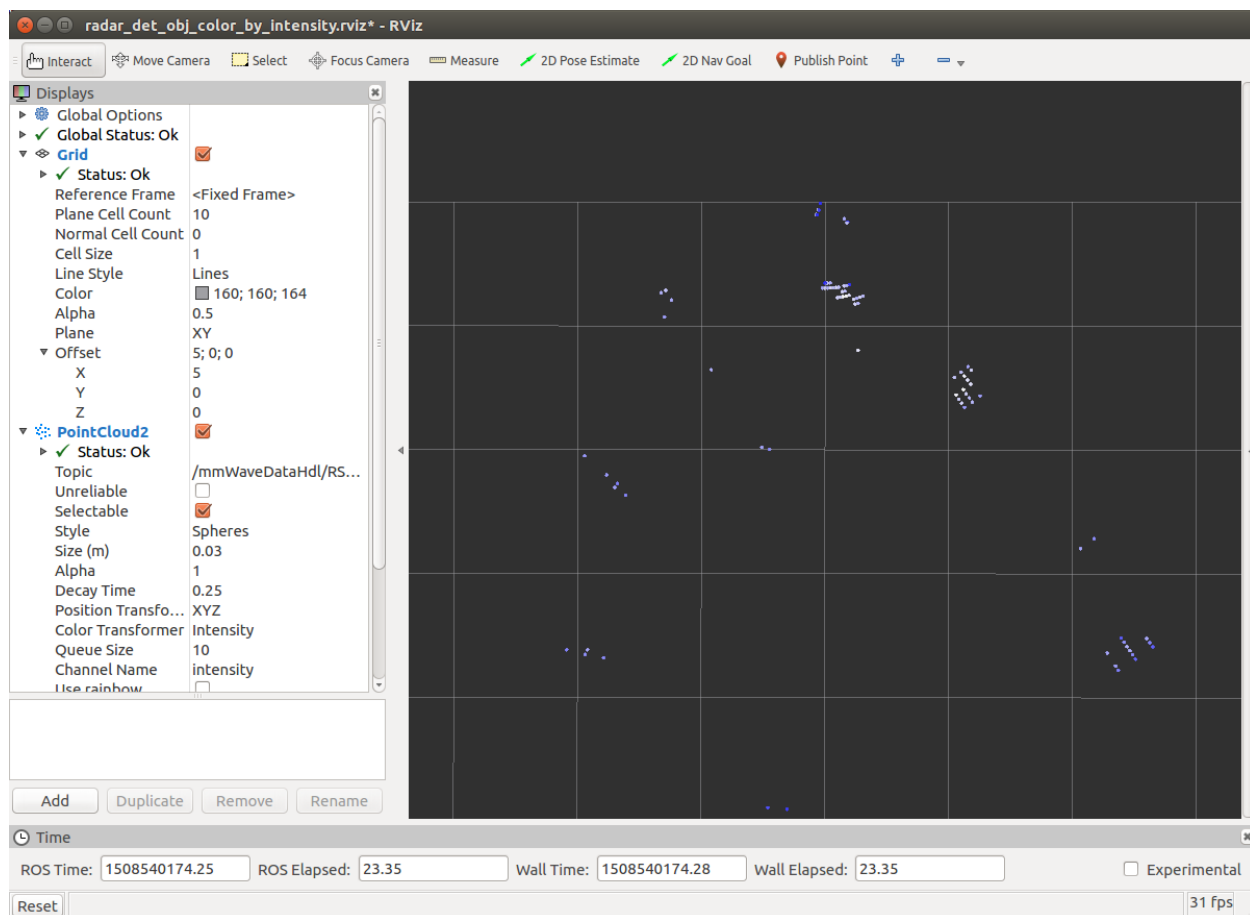 radar_det_obj_color_by_intensity.rviz* - RViz
Interact Move Camera Select Focus Camera Measure 2D Pose Estimate 2D Nav Goal Publish Point
Displays
Global Options
Global Status: Ok
Grid
Status: Ok
Reference Frame <Fixed Frame>
Plane Cell Count 10
Normal Cell Count 0
Cell Size 1
Line Style Lines
Color 160; 160; 164
Alpha 0.5
Plane XY
Offset 5; 0; 0
X 5
Y 0
Z 0
PointCloud2
Status: Ok
Topic /mmWaveDataHdl/RS...
Unreliable
Selectable
Style Spheres
Size (m) 0.03
Alpha 1
Decay Time 0.25
Position Transfo... XYZ
Color Transformer Intensity
Queue Size 10
Channel Name intensity
Use rainbow
Add Duplicate Remove Rename
Time
ROS Time: 1508540174.25 ROS Elapsed: 23.35 Wall Time: 1508540174.28 Wall Elapsed: 23.35 Experimental
Reset 31 fps